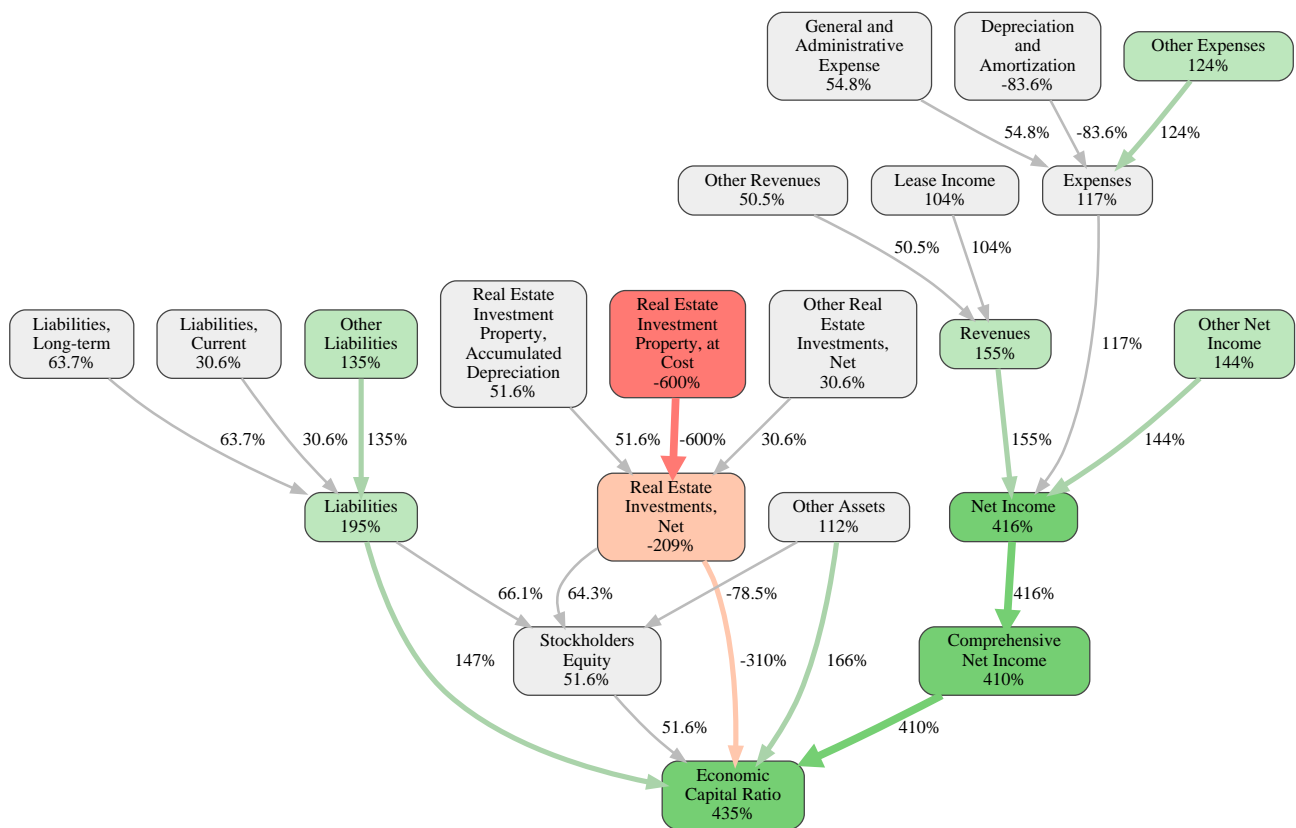 General and
Administrative
Expense
54.8%
Depreciation
and
Amortization
-83.6%
Other Expenses
124%
54.8%
-83.6%
124%
Other Revenues
50.5%
Lease Income
104%
Expenses
117%
50.5%
104%
117%
Liabilities,
Long-term
63.7%
Liabilities,
Current
30.6%
Other
Liabilities
135%
Real Estate
Investment
Property,
Accumulated
Depreciation
51.6%
Real Estate
Investment
Property, at
Cost
-600%
Other Real
Estate
Investments,
Net
30.6%
Revenues
155%
Other Net
Income
144%
63.7%
30.6%
135%
51.6%
-600%
30.6%
155%
144%
Liabilities
195%
Real Estate
Investments,
Net
-209%
Other Assets
112%
Net Income
416%
66.1%
64.3%
-78.5%
416%
Stockholders
Equity
51.6%
Comprehensive
Net Income
410%
147%
-310%
166%
51.6%
410%
Economic
Capital Ratio
435%